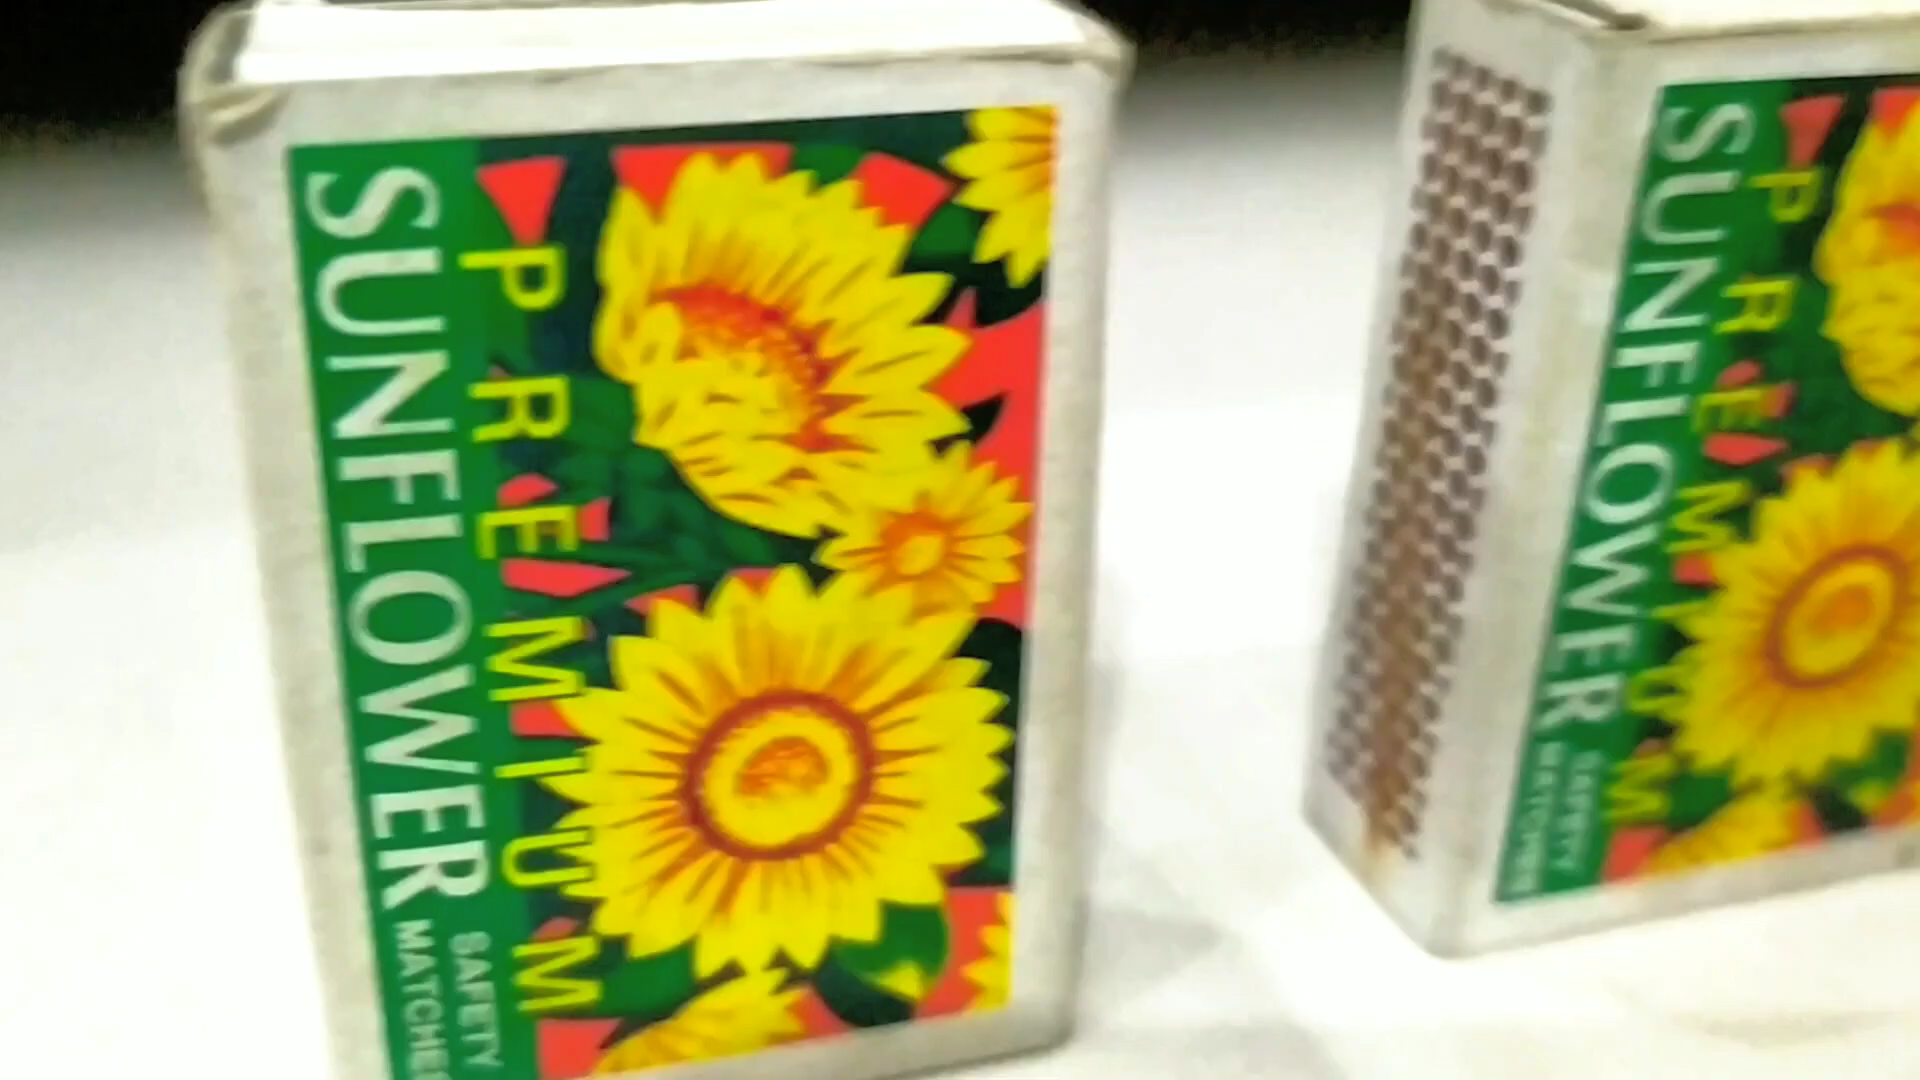 SUNFLOWER
PREMIUM
SAFETY
MATCHES
SUNFLOWER
PREMIUM
SAFETY
MATCHES